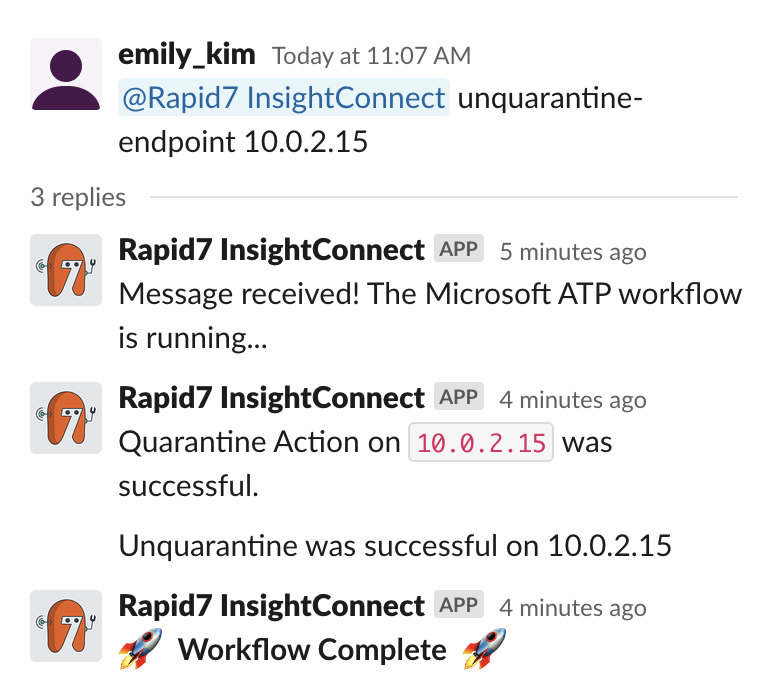 emily_kim Today at 11:07 AM
@Rapid7 InsightConnect unquarantine-
endpoint 10.0.2.15
3 replies
Rapid7 InsightConnect APP 5 minutes ago
Message received! The Microsoft ATP workflow
is running...
Rapid7 InsightConnect APP 4 minutes ago
Quarantine Action on 10.0.2.15 was
successful.
Unquarantine was successful on 10.0.2.15
Rapid7 InsightConnect APP 4 minutes ago
🚀 Workflow Complete 🚀